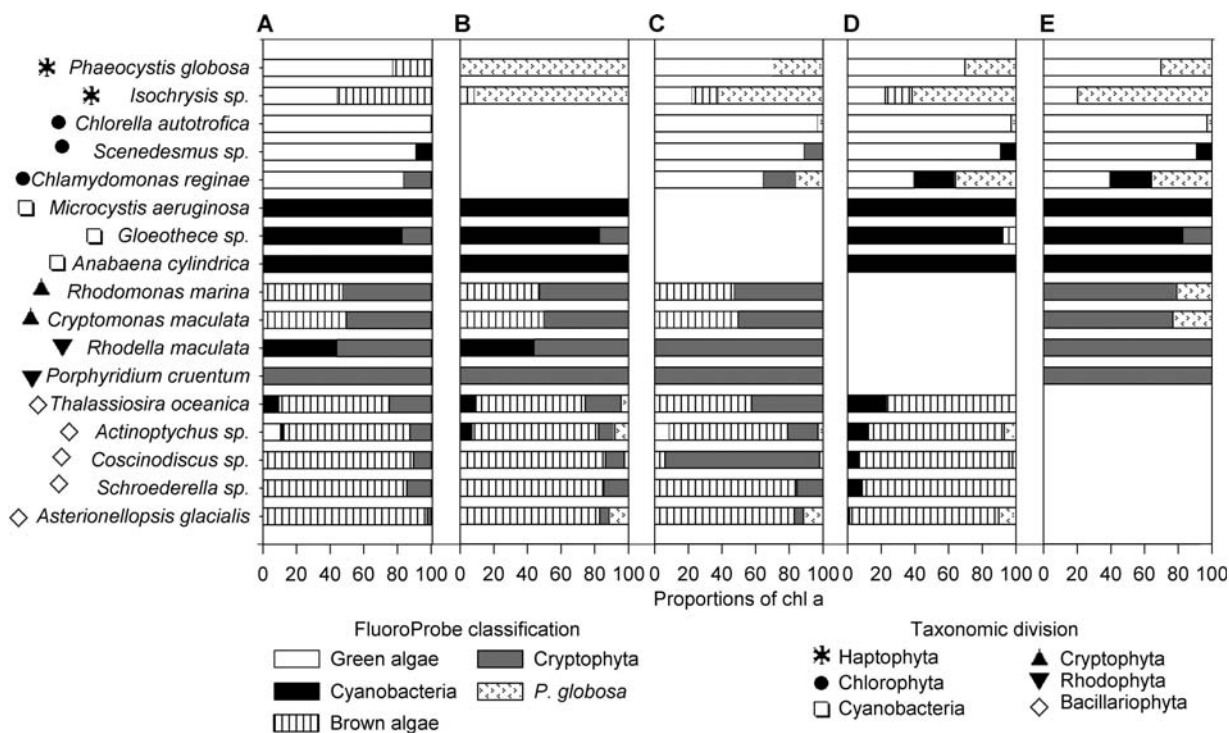 A B C D E
Phaeocystis globosa
Isochrysis sp.
Chlorella autotrofica
Scenedesmus sp.
Chlamydomonas reginae
Microcystis aeruginosa
Gloeothece sp.
Anabaena cylindrica
Rhodomonas marina
Cryptomonas maculata
Rhodella maculata
Porphyridium cruentum
Thalassiosira oceanica
Actinoptychus sp.
Coscinodiscus sp.
Schroederella sp.
Asterionellopsis glacialis
0 20 40 60 80 100 0 20 40 60 80 100 0 20 40 60 80 100 0 20 40 60 80 100 0 20 40 60 80 100
Proportions of chl a
FluoroProbe classification
Green algae
Cyanobacteria
Brown algae
Cryptophyta
P. globosa
Taxonomic division
Haptophyta
Chlorophyta
Cyanobacteria
Cryptophyta
Rhodophyta
Bacillariophyta